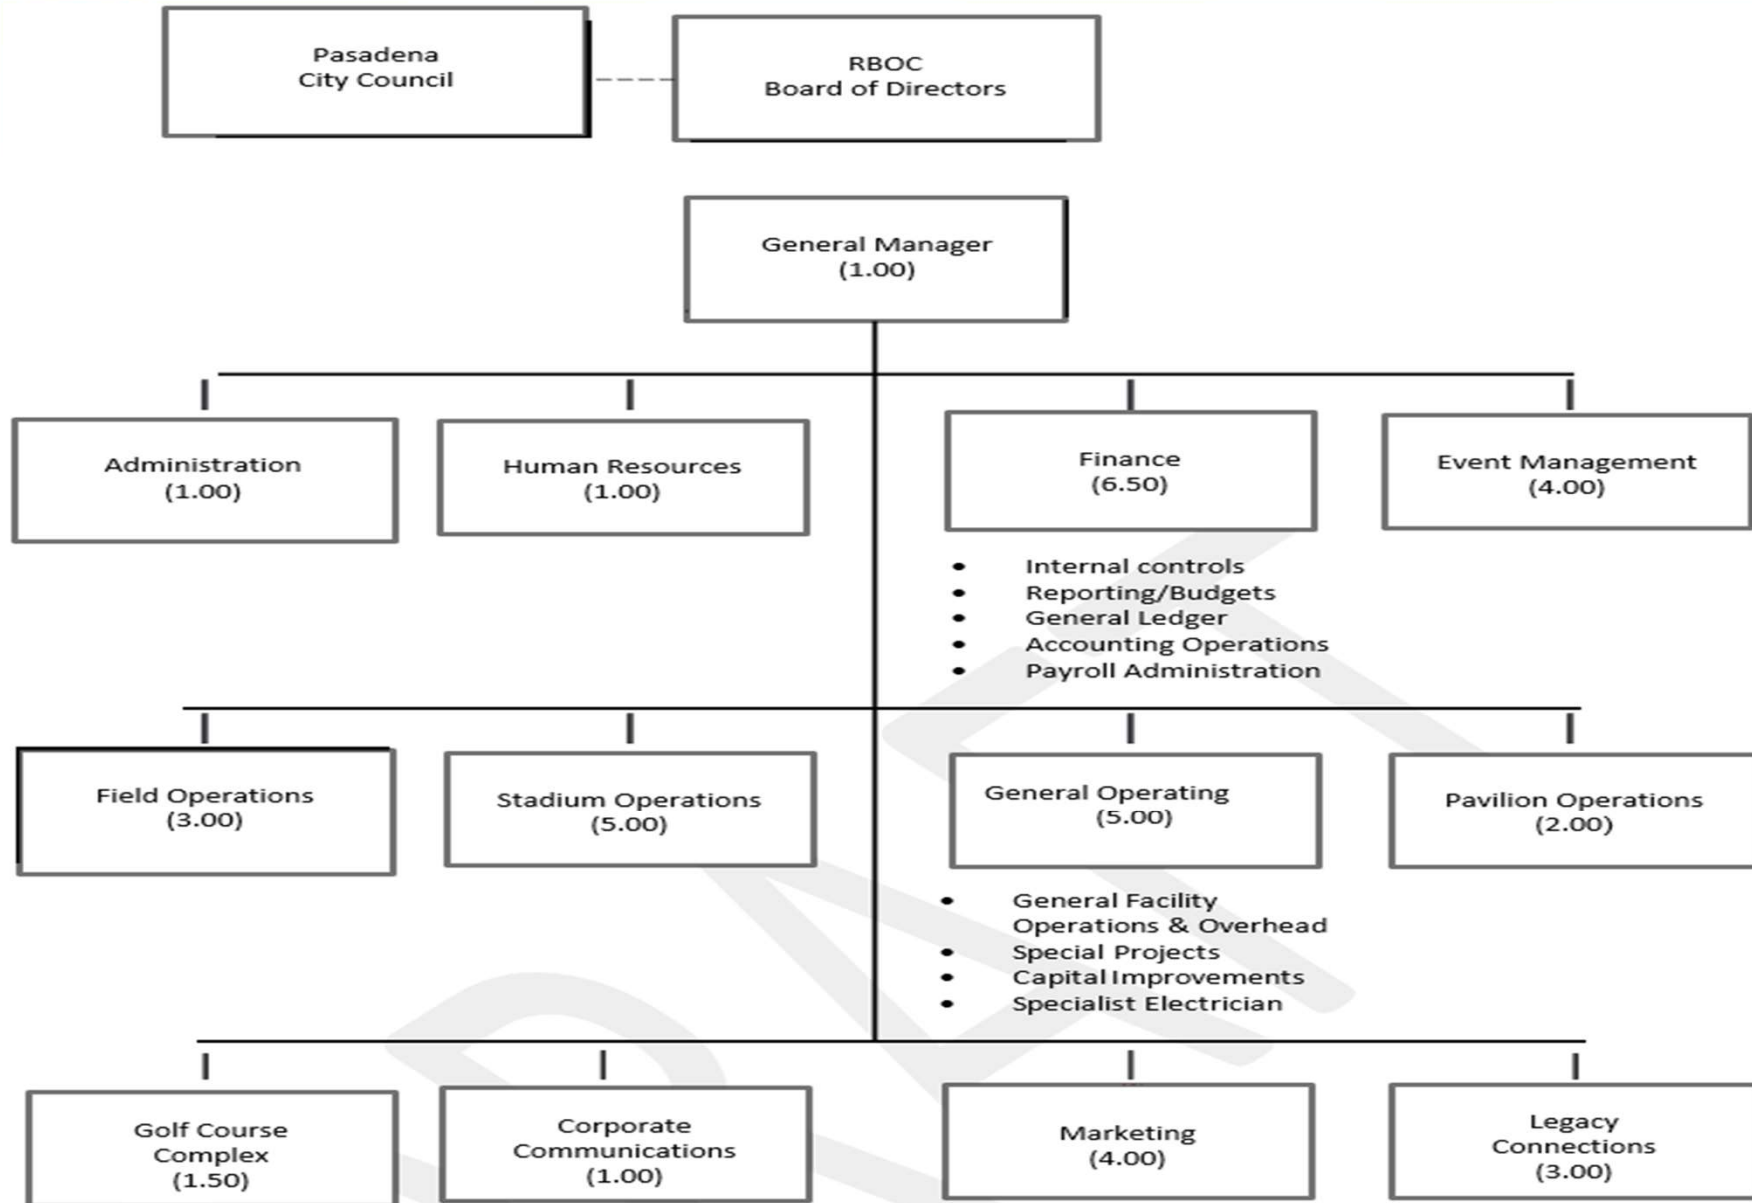 Pasadena
City Council
RBOC
Board of Directors
General Manager
(1.00)
Administration
(1.00)
Human Resources
(1.00)
Finance
(6.50)
Event Management
(4.00)
• Internal controls
• Reporting/Budgets
• General Ledger
• Accounting Operations
• Payroll Administration
Field Operations
(3.00)
Stadium Operations
(5.00)
General Operating
(5.00)
Pavilion Operations
(2.00)
• General Facility
Operations & Overhead
• Special Projects
• Capital Improvements
• Specialist Electrician
Golf Course
Complex
(1.50)
Corporate
Communications
(1.00)
Marketing
(4.00)
Legacy
Connections
(3.00)
DRAFT